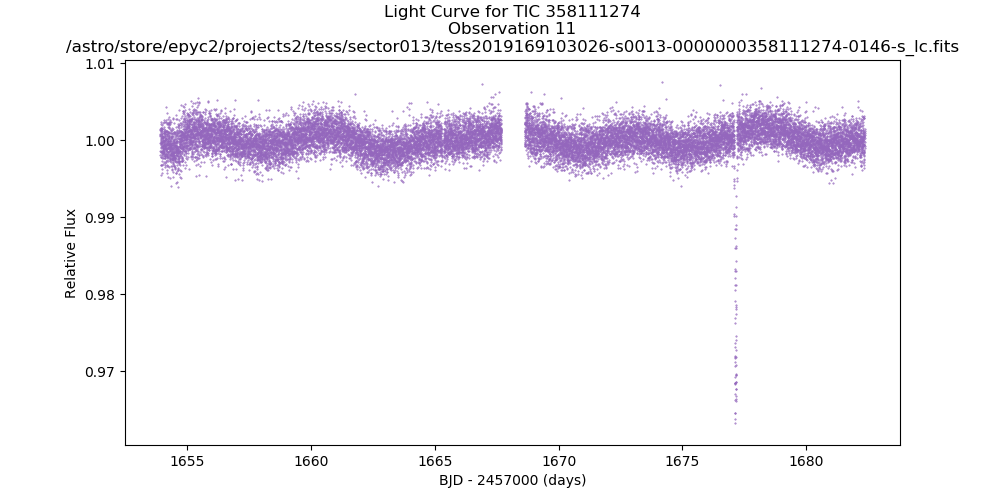 Light Curve for TIC 358111274
Observation 11
/astro/store/epyc2/projects2/tess/sector013/tess2019169103026-s0013-0000000358111274-0146-s_lc.fits
1.01
1.00
0.99
0.98
0.97
Relative Flux
1655 1660 1665 1670 1675 1680
BJD - 2457000 (days)